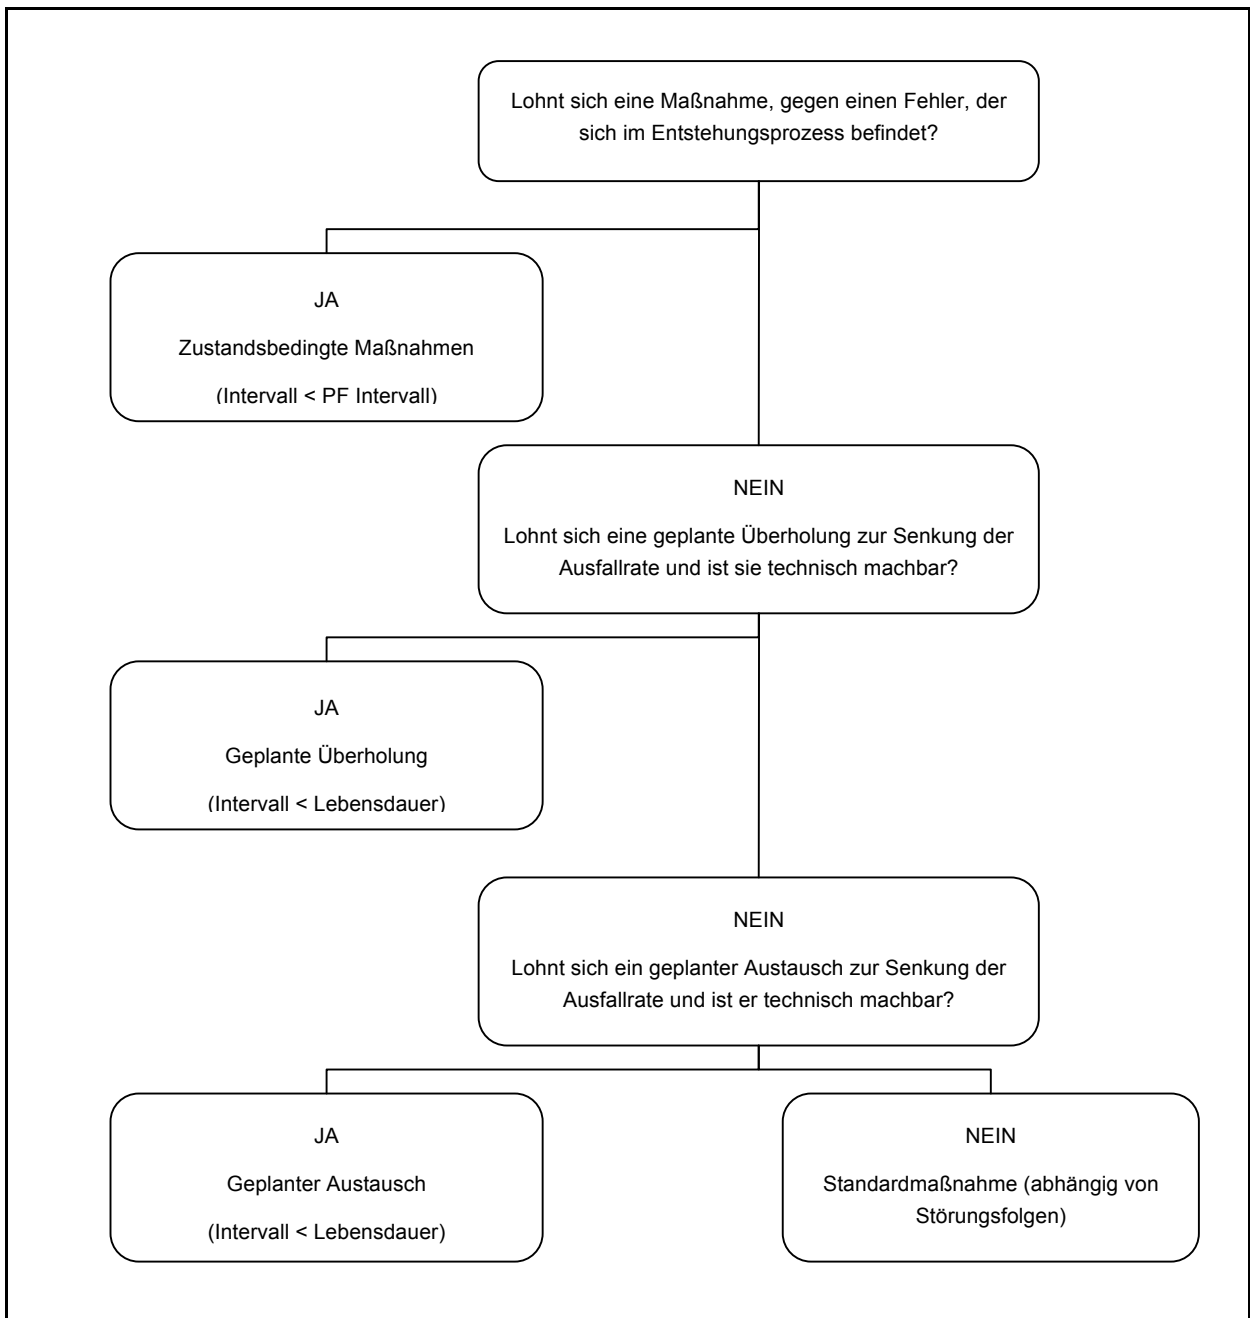 Lohnt sich eine Maßnahme, gegen einen Fehler, der
sich im Entstehungsprozess befindet?
JA
Zustandsbedingte Maßnahmen
(Intervall < PF Intervall)
NEIN
Lohnt sich eine geplante Überholung zur Senkung der
Ausfallrate und ist sie technisch machbar?
JA
Geplante Überholung
(Intervall < Lebensdauer)
NEIN
Lohnt sich ein geplanter Austausch zur Senkung der
Ausfallrate und ist er technisch machbar?
JA
Geplanter Austausch
(Intervall < Lebensdauer)
NEIN
Standardmaßnahme (abhängig von
Störungsfolgen)